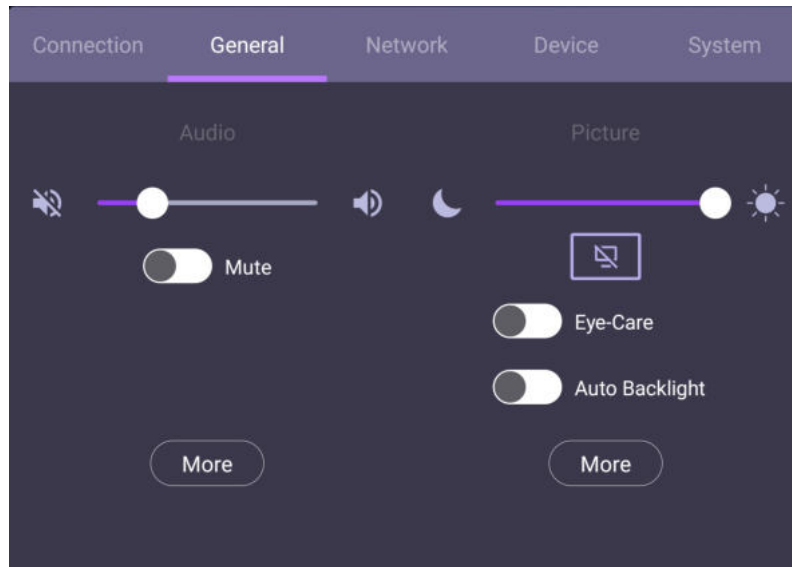 Connection General Network Device System
Audio
Mute
More
Picture
Eye-Care
Auto Backlight
More